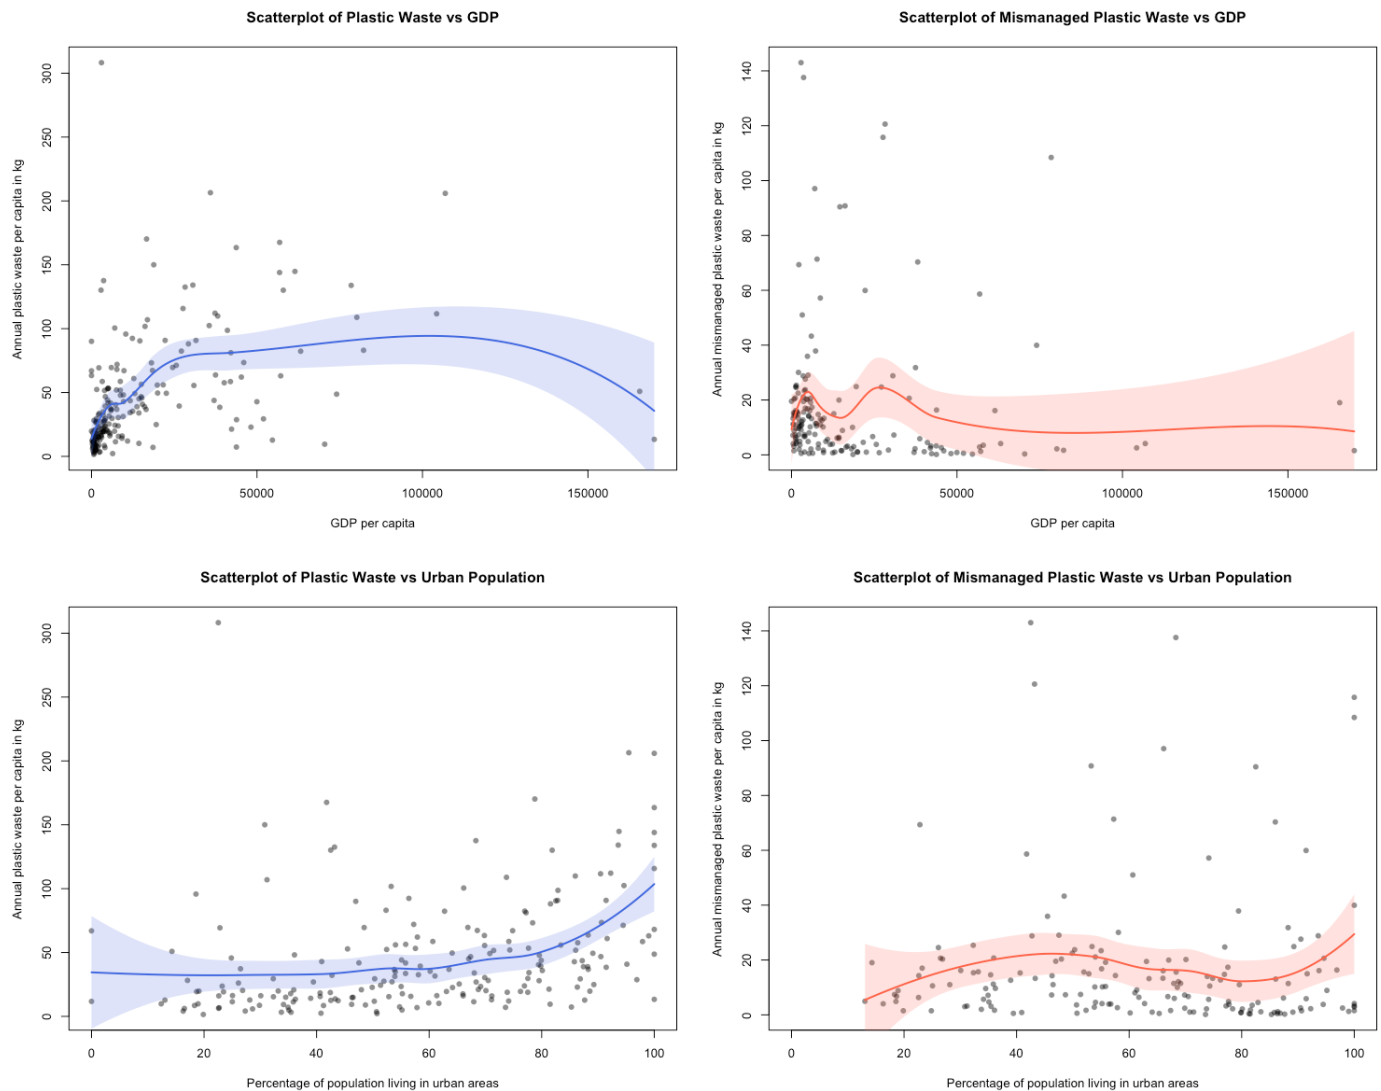 Scatterplot of Plastic Waste vs GDP
Annual plastic waste per capita in kg
300
250
200
150
100
50
0
0 50000 100000 150000
GDP per capita
Scatterplot of Mismanaged Plastic Waste vs GDP
Annual mismanaged plastic waste per capita in kg
140
120
100
80
60
40
20
0
0 50000 100000 150000
GDP per capita
Scatterplot of Plastic Waste vs Urban Population
Annual plastic waste per capita in kg
300
250
200
150
100
50
0
0 20 40 60 80 100
Percentage of population living in urban areas
Scatterplot of Mismanaged Plastic Waste vs Urban Population
Annual mismanaged plastic waste per capita in kg
140
120
100
80
60
40
20
0
0 20 40 60 80 100
Percentage of population living in urban areas